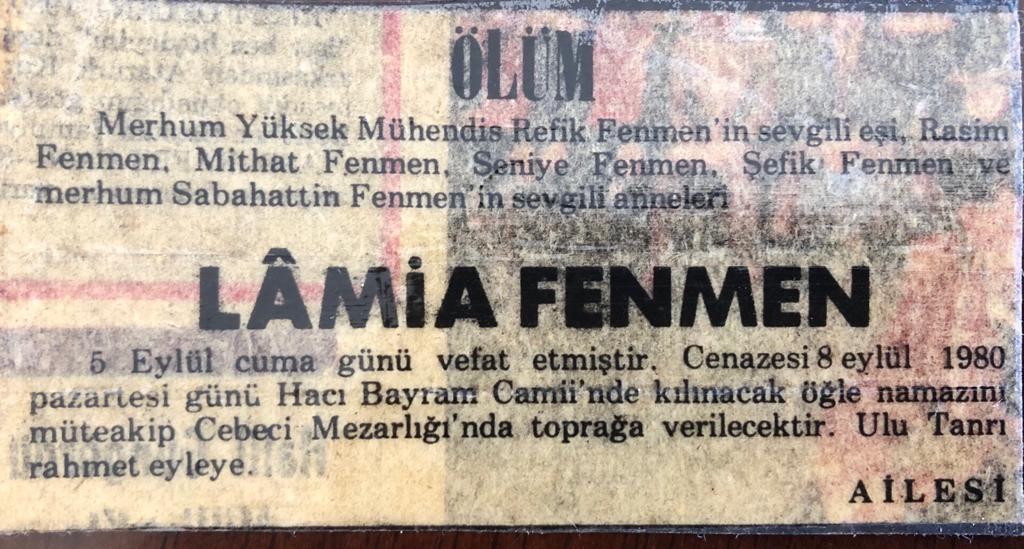 ÖLÜM
Merhum Yüksek Mühendis Refik Fenmen'in sevgili eşi, Rasim
Fenmen, Mithat Fenmen, Seniye Fenmen, Şefik Fenmen ve
merhum Sabahattin Fenmen'in sevgili anneleri
LÂMİA FENMEN
5 Eylül cuma günü vefat etmiştir. Cenazesi 8 eylül 1980
pazartesi günü Hacı Bayram Camii'nde kılınacak öğle namazını
müteakip Cebeci Mezarlığı'nda toprağa verilecektir. Ulu Tanrı
rahmet eyleye.
AİLESİ